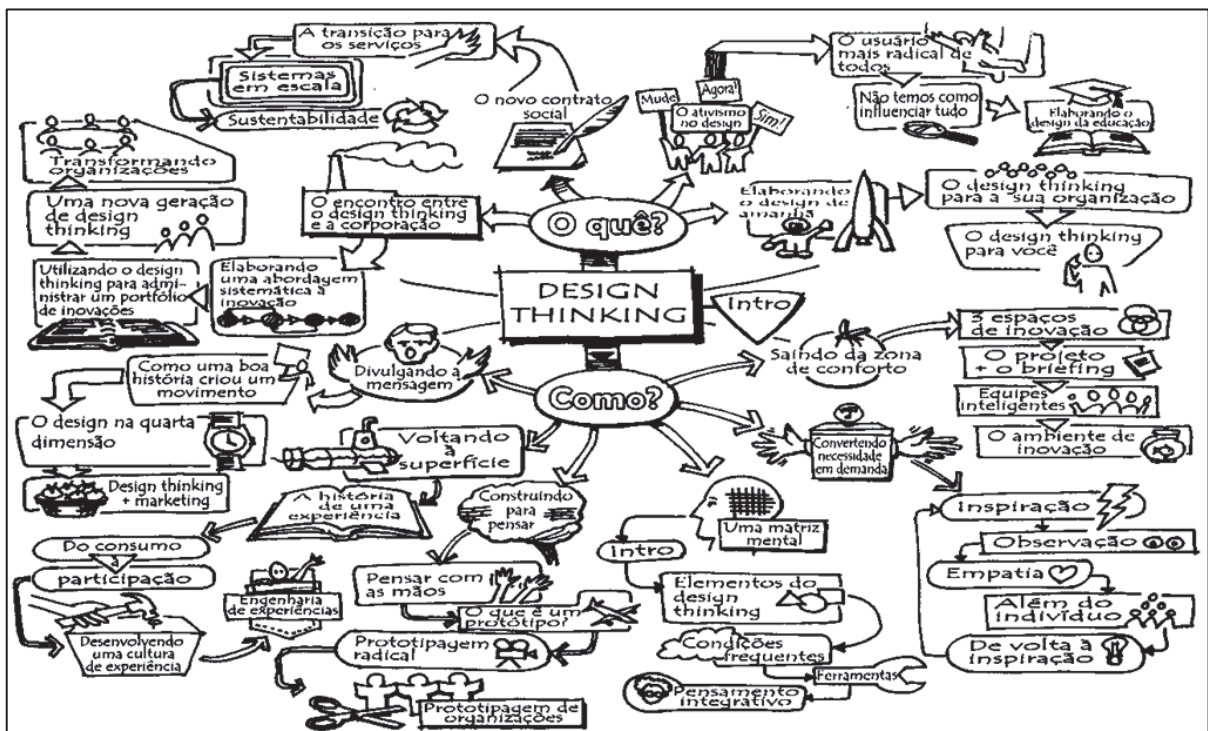 A transição para
os serviços
Sistemas
em escala
Sustentabilidade
O novo contrato
social
Mude!
Agora!
Sim!
O ativismo
no design
O usuário
mais radical de
todos
Não temos como
influenciar tudo
Elaborando o
design da educação
Transformando
organizações
Uma nova geração
de design
thinking
Utilizando o design
thinking para admi-
nistrar um portfólio
de inovações
Elaborando
uma abordagem
sistemática à
inovação
O encontro entre
o design thinking
e a corporação
O quê?
Elaborando
o design de
amanhã
O design thinking
para a sua organização
O design thinking
para você
DESIGN
THINKING
Intro
Como?
Saindo da zona
de conforto
3 espaços
de inovação
O projeto
+ o briefing
Equipes
inteligentes
O ambiente de
inovação
Divulgando a
mensagem
Como uma boa
história criou um
movimento
O design na quarta
dimensão
Design thinking
+ marketing
Voltando
à
superfície
A história
de uma
experiência
Do consumo
à
participação
Desenvolvendo
uma cultura
de experiência
Engenharia
de experiências
Construindo
para
pensar
Pensar com
as mãos
O que é um
protótipo?
Prototipagem
radical
Prototipagem de
organizações
Uma matriz
mental
Intro
Elementos do
design
thinking
Condições
frequentes
Ferramentas
Pensamento
integrativo
Convertendo
necessidade
em demanda
Inspiração
Observação
Empatia
Além do
indivíduo
De volta à
inspiração